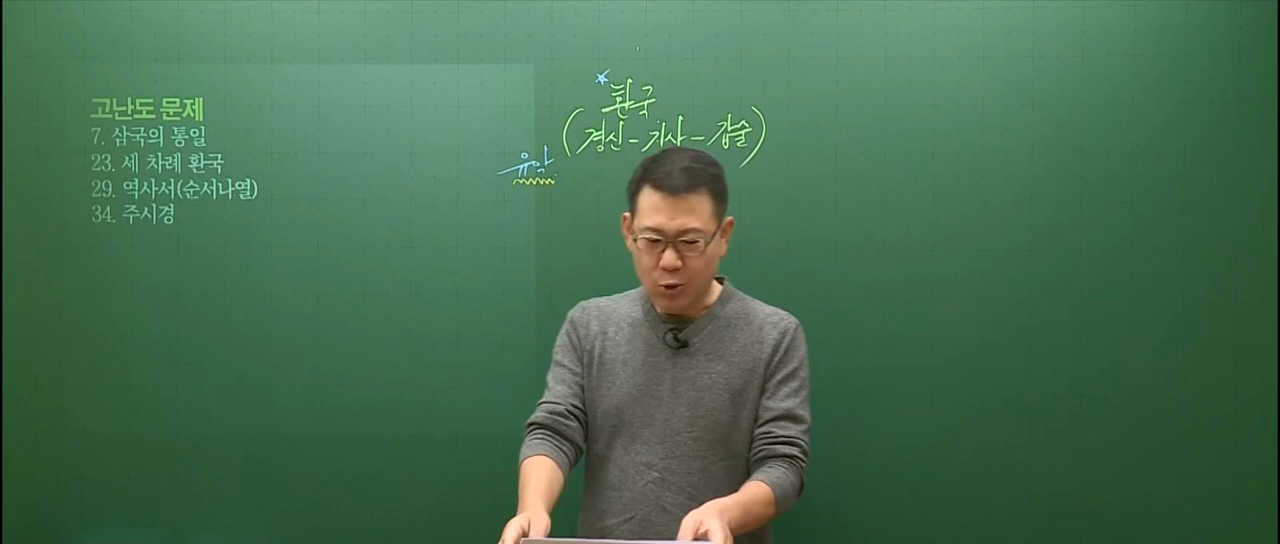 고난도 문제
7. 삼국의 통일
23. 세 차례 환국
29. 역사서(순서나열)
34. 주시경
환국
(경신-기사-갑술)
유악